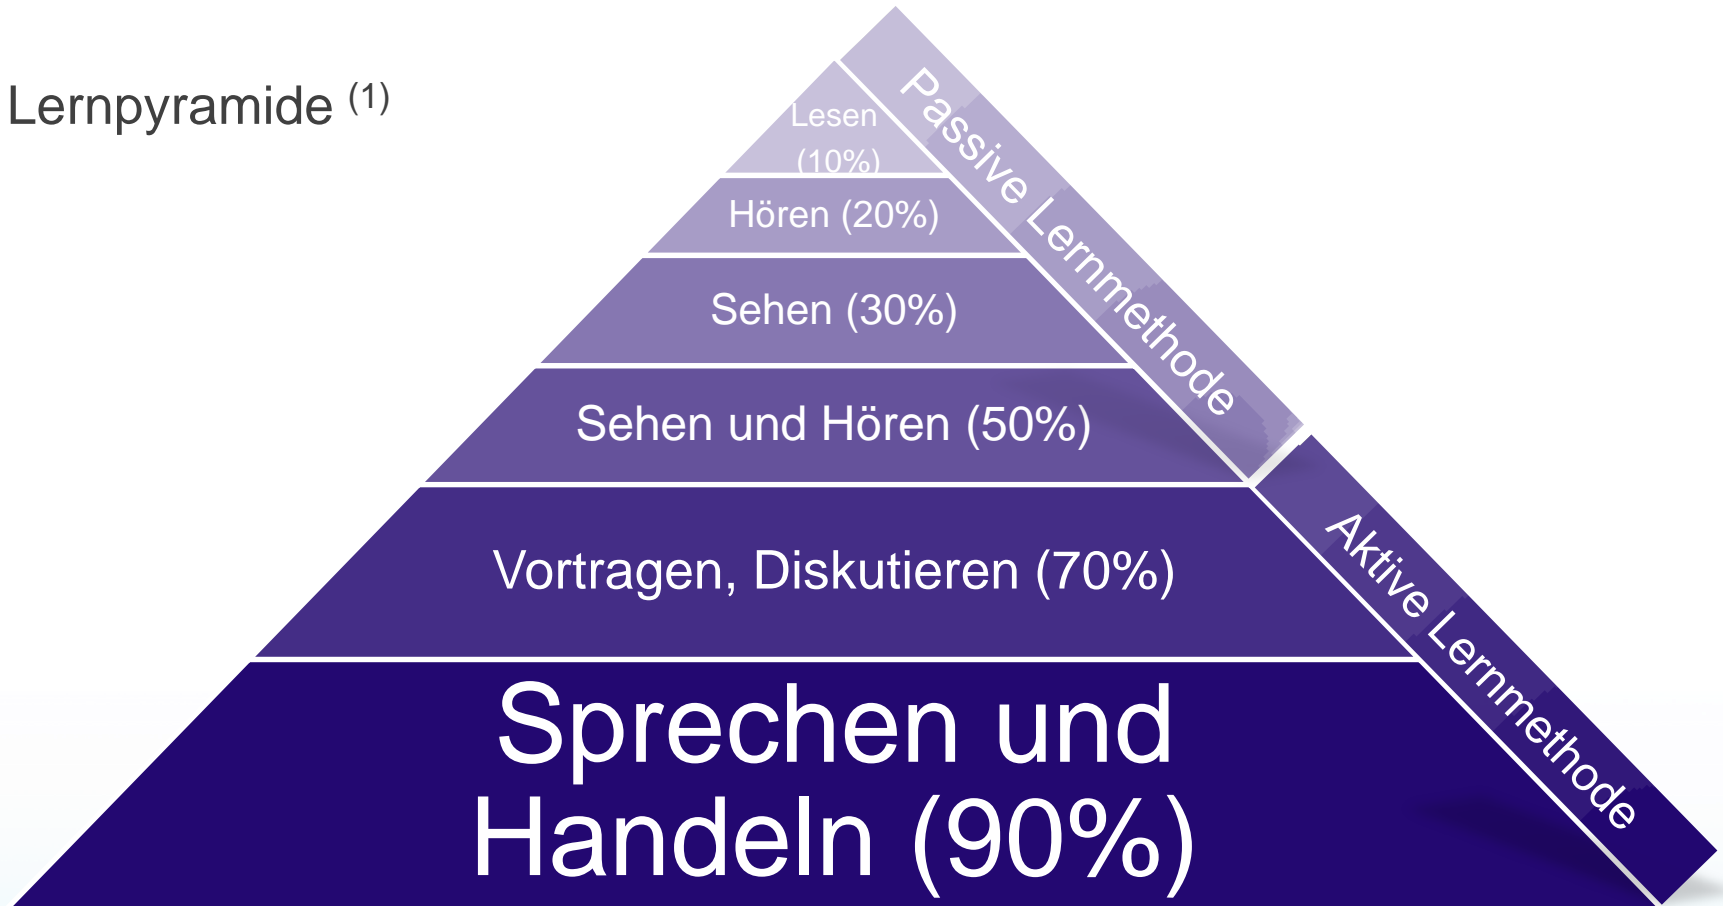 Lernpyramide (1)
Lesen
(10%)
Hören (20%)
Sehen (30%)
Sehen und Hören (50%)
Vortragen, Diskutieren (70%)
Sprechen und
Handeln (90%)
Passive Lernmethode
Aktive Lernmethode